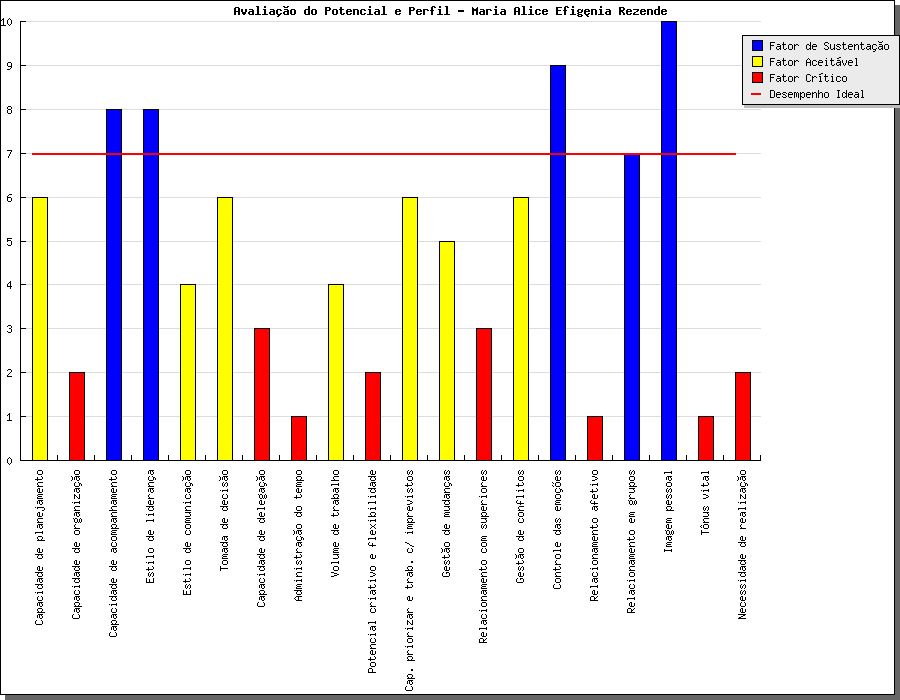 Avaliação do Potencial e Perfil - Maria Alice Efigęnia Rezende
Fator de Sustentação
Fator Aceitável
Fator Crítico
Desempenho Ideal
10
9
8
7
6
5
4
3
2
1
0
Capacidade de planejamento
Capacidade de organização
Capacidade de acompanhamento
Estilo de liderança
Estilo de comunicação
Tomada de decisão
Capacidade de delegação
Administração do tempo
Volume de trabalho
Potencial criativo e flexibilidade
Cap. priorizar e trab. c/ imprevistos
Gestão de mudanças
Relacionamento com superiores
Gestão de conflitos
Controle das emoções
Relacionamento afetivo
Relacionamento em grupos
Imagem pessoal
Tônus vital
Necessidade de realização